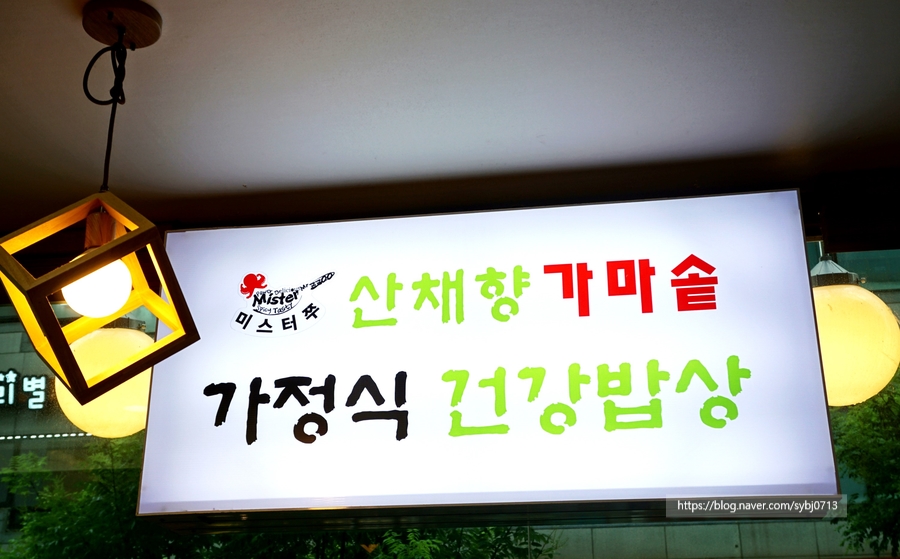 산채향 가마솥
Mister
미스터쭈
가정식 건강밥상
별
https://blog.naver.com/sybj0713